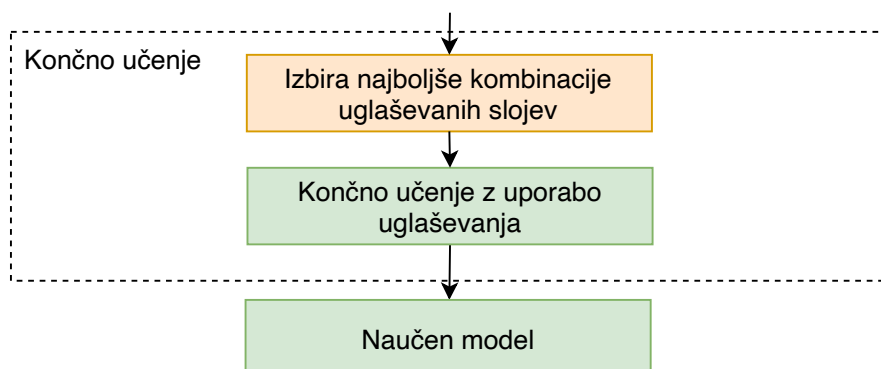 Končno učenje
Izbira najboljše kombinacije
uglaševanih slojev
Končno učenje z uporabo
uglaševanja
Naučen model